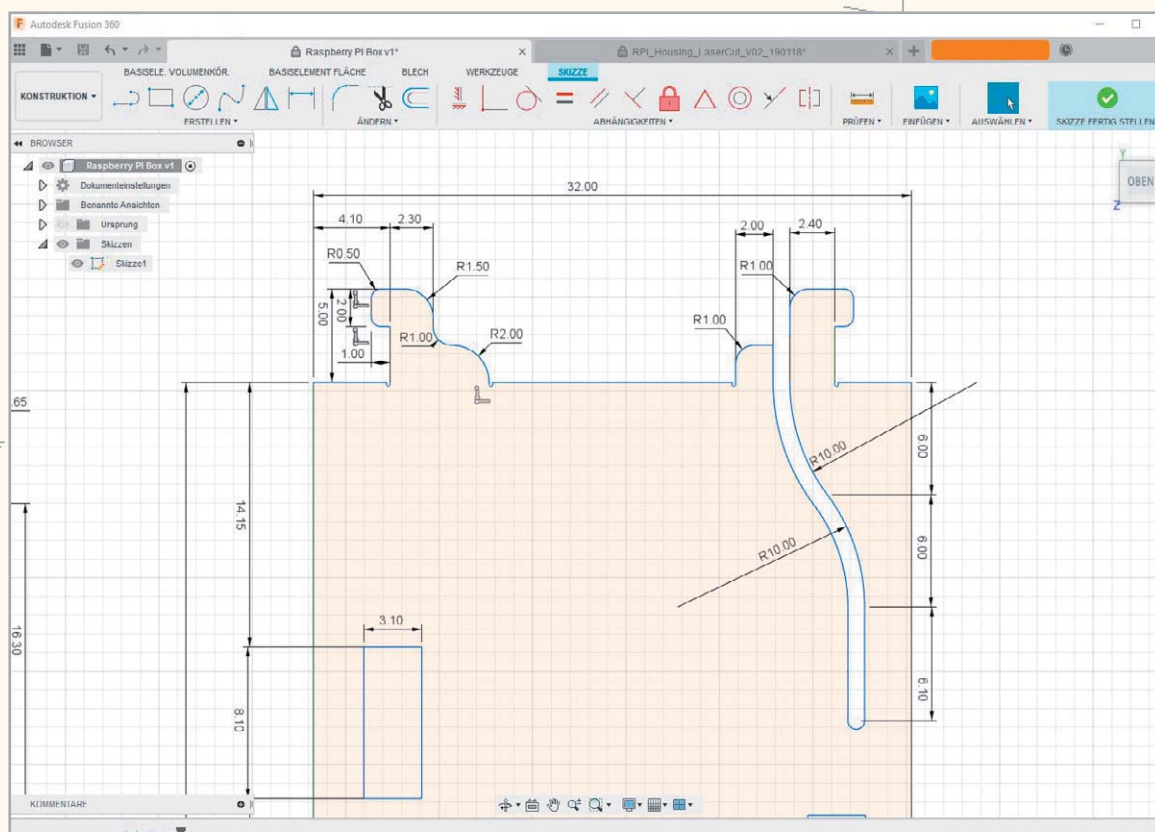 Autodesk Fusion 360
Raspberry PI Box v1*
RPI_Housing_LaserCut_V02_190118*
BASISELE. VOLUMENKÖR.
BASISELEMENT FLÄCHE
BLECH
WERKZEUGE
SKIZZE
KONSTRUKTION
ERSTELLEN
ÄNDERN
ABHÄNGIGKEITEN
PRÜFEN
EINFÜGEN
AUSWÄHLEN
SKIZZE FERTIG STELLEN
BROWSER
Raspberry PI Box v1
Dokumenteinstellungen
Benannte Ansichten
Ursprung
Skizzen
Skizze1
Y
OBEN
Z
32.00
4.10
2.30
2.00
2.40
R0.50
R1.50
R1.00
5.00
2.00
R1.00
R2.00
R1.00
1.00
.65
6.00
R10.00
14.15
R10.00
6.00
16.30
3.10
6.10
8.10
KOMMENTARE